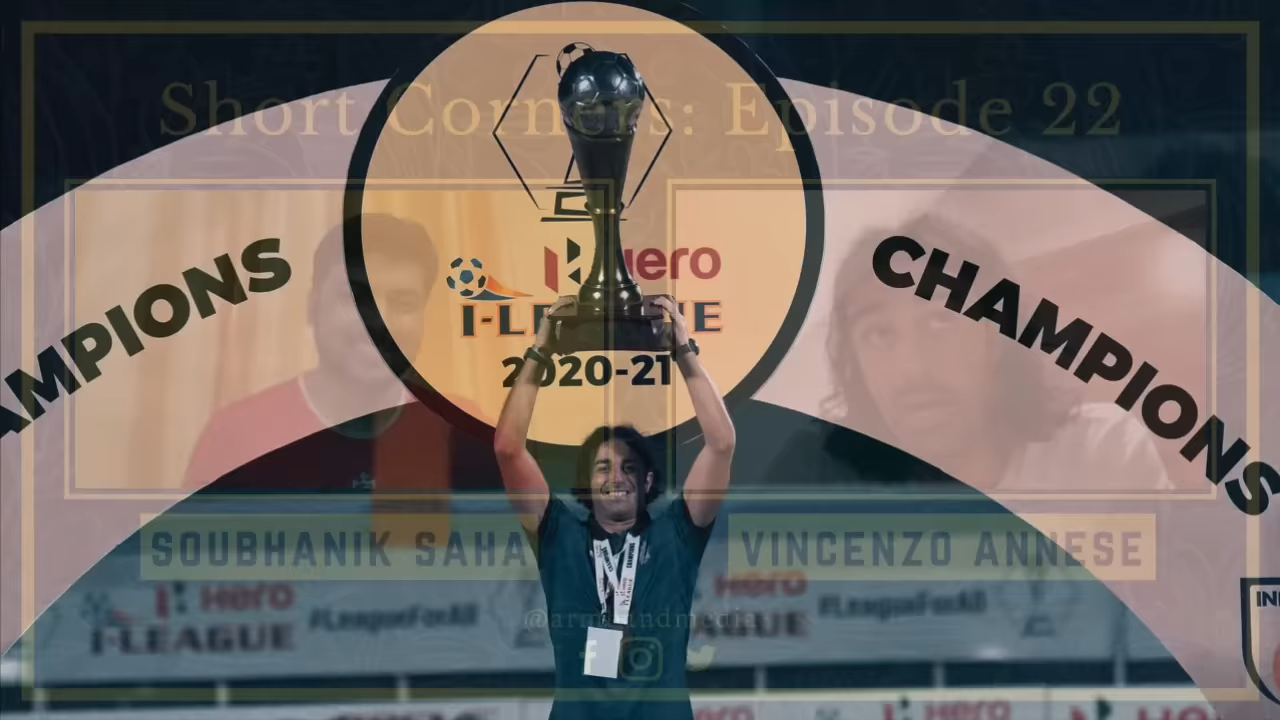 Short Corners: Episode 22
CHAMPIONS
Hero
I-LEAGUE
2020-21
CHAMPIONS
SOUBHANIK SAHA
VINCENZO ANNESE
Hero
I-LEAGUE
#LeagueForAll
Hero
#LeagueForAll
@armbandmedia